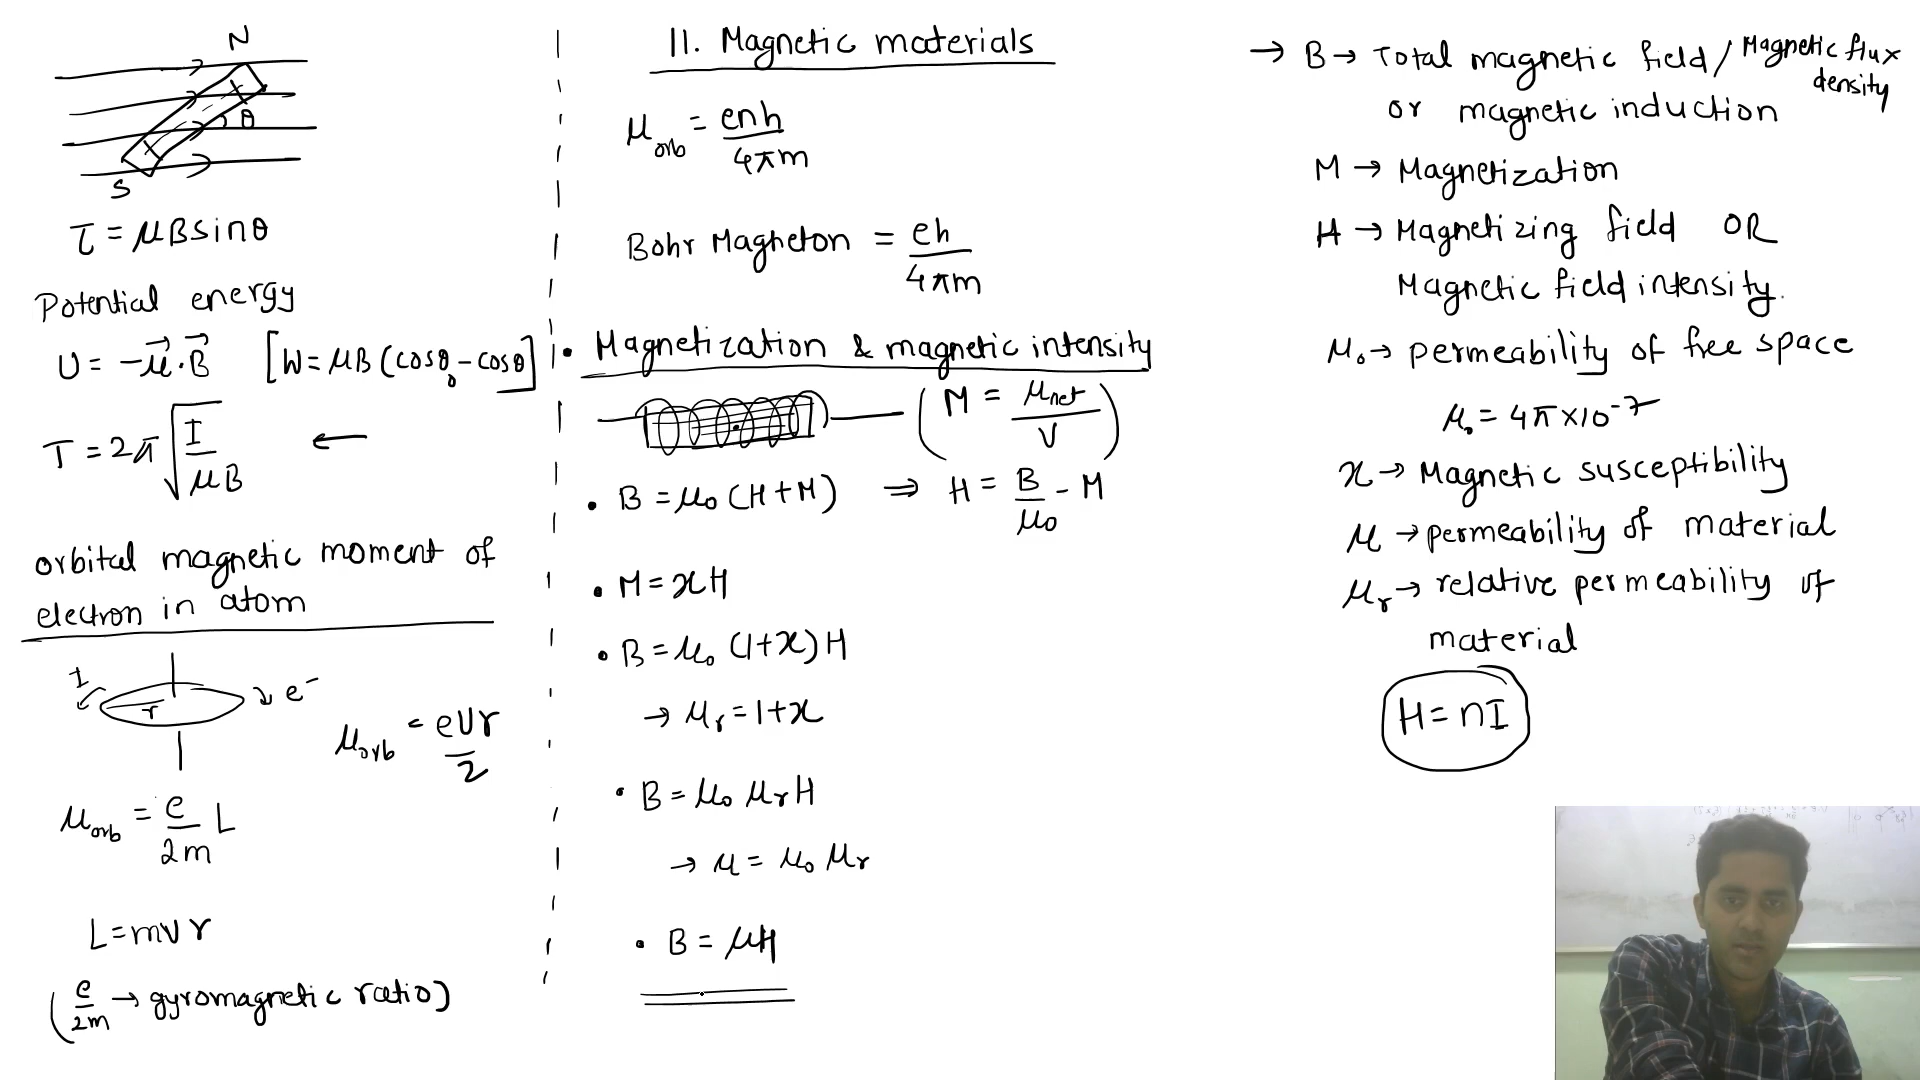 N
θ
S
τ = μBsinθ
Potential energy
U = -μ⃗·B⃗ [W = μB(cosθ₀ - cosθ]
T = 2π√(I/μB) ←
orbital magnetic moment of
electron in atom
I
r
e⁻
μorb = evr/2
μorb = e/2m L
L = mvr
(e/2m → gyromagnetic ratio)
11. Magnetic materials
μorb = enh/4πm
Bohr Magneton = eh/4πm
• Magnetization & magnetic intensity
(M = μnet/V)
• B = μ₀(H+M) ⇒ H = B/μ₀ - M
• M = xH
• B = μ₀(1+x)H
→ μr = 1+x
• B = μ₀μrH
→ μ = μ₀μr
• B = μH
→ B → Total magnetic field / Magnetic flux
density
or magnetic induction
M → Magnetization
H → Magnetizing field OR
Magnetic field intensity.
μ₀ → permeability of free space
μ₀ = 4π×10⁻⁷
x → Magnetic susceptibility
μ → permeability of material
μr → relative permeability of
material
H = nI